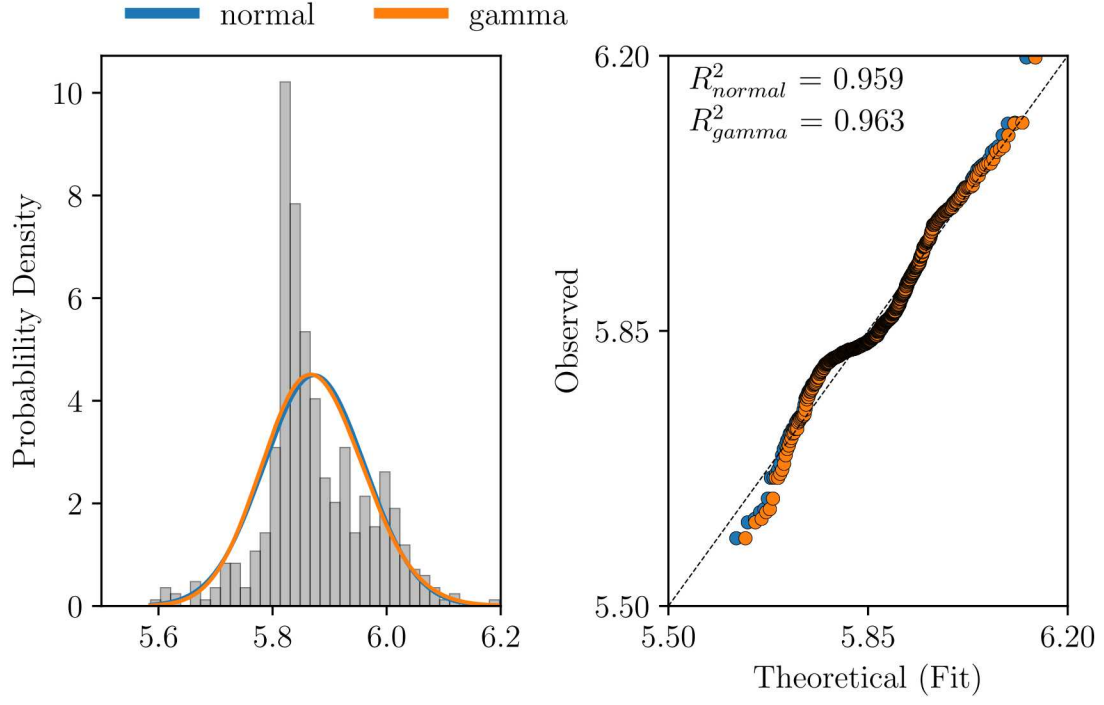 normal gamma
Probablility Density
10
8
6
4
2
0
5.6 5.8 6.0 6.2
R²normal = 0.959
R²gamma = 0.963
Observed
6.20
5.85
5.50
5.50 5.85 6.20
Theoretical (Fit)